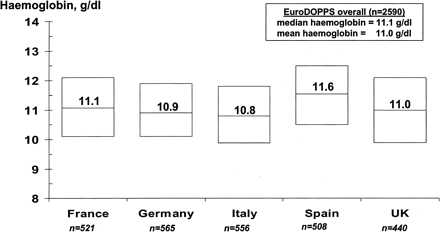 Haemoglobin, g/dl
EuroDOPPS overall (n=2590)
median haemoglobin = 11.1 g/dl
mean haemoglobin = 11.0 g/dl
14
13
12
11
10
9
8
11.1
10.9
10.8
11.6
11.0
France Germany Italy Spain UK
n=521 n=565 n=556 n=508 n=440